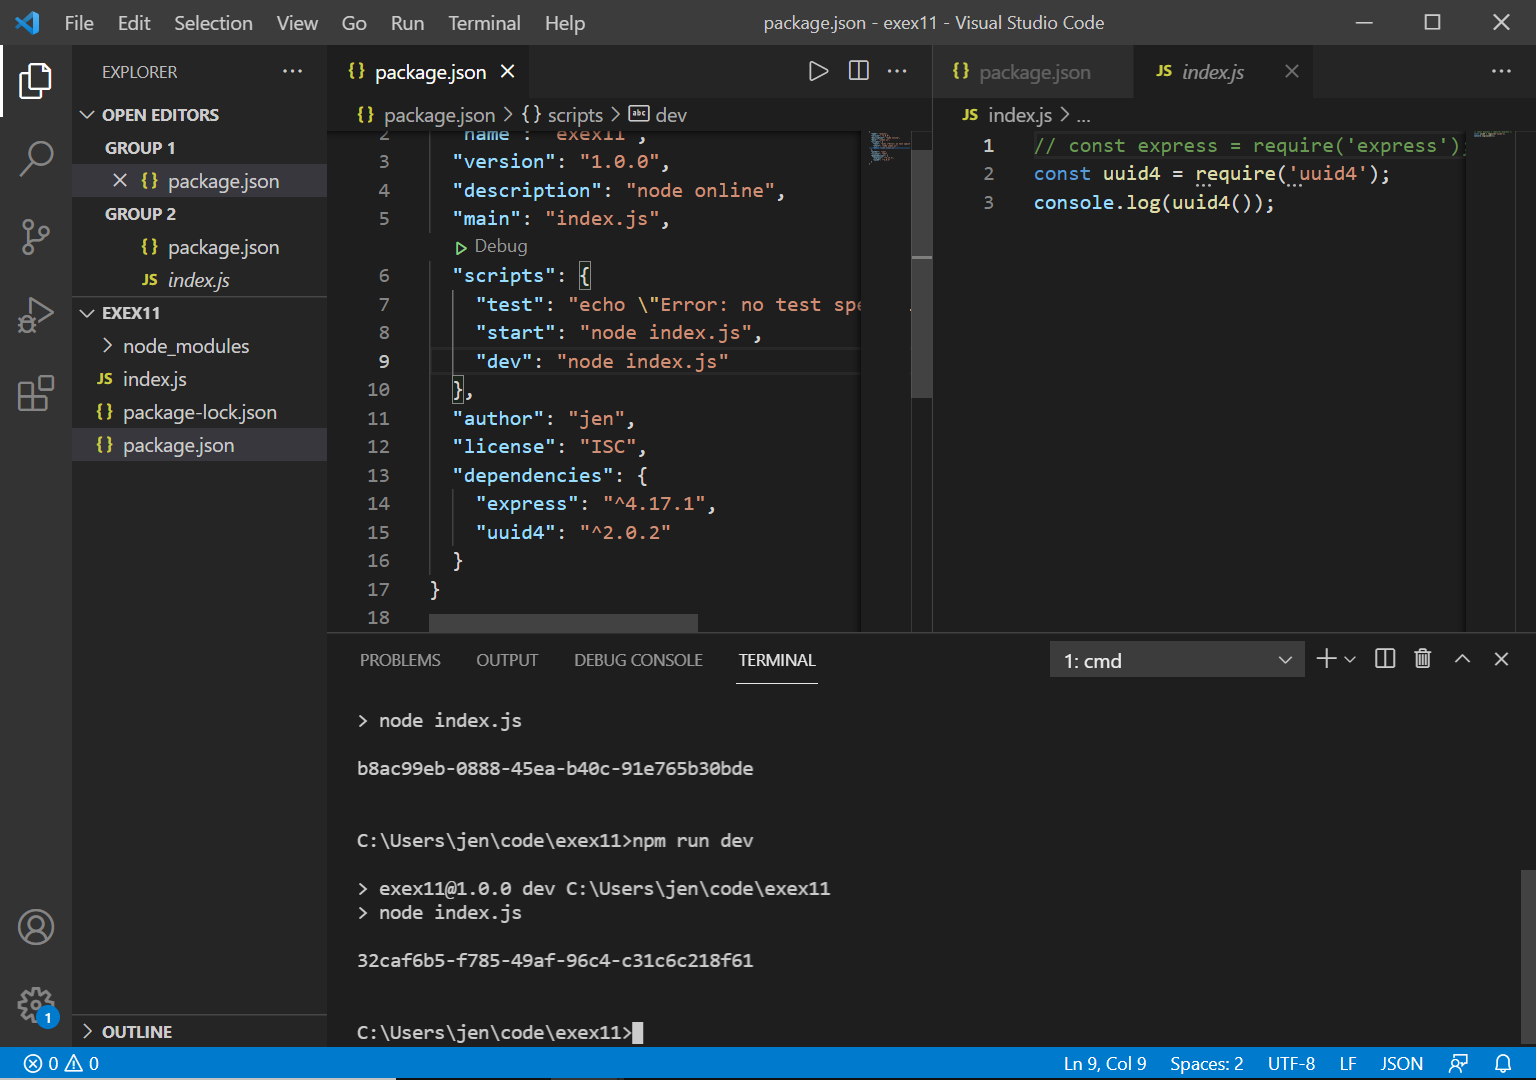 File Edit Selection View Go Run Terminal Help
package.json - exex11 - Visual Studio Code
EXPLORER
OPEN EDITORS
GROUP 1
{} package.json
GROUP 2
{} package.json
JS index.js
EXEX11
node_modules
JS index.js
{} package-lock.json
{} package.json
OUTLINE
1
{} package.json
{} package.json > {} scripts > abc dev
2 "name": "exex11",
3 "version": "1.0.0",
4 "description": "node online",
5 "main": "index.js",
Debug
6 "scripts": {
7 "test": "echo \"Error: no test spe
8 "start": "node index.js",
9 "dev": "node index.js"
10 },
11 "author": "jen",
12 "license": "ISC",
13 "dependencies": {
14 "express": "^4.17.1",
15 "uuid4": "^2.0.2"
16 }
17 }
18
{} package.json JS index.js
JS index.js > ...
1 // const express = require('express');
2 const uuid4 = require('uuid4');
3 console.log(uuid4());
PROBLEMS OUTPUT DEBUG CONSOLE TERMINAL
1: cmd
> node index.js
b8ac99eb-0888-45ea-b40c-91e765b30bde
C:\Users\jen\code\exex11>npm run dev
> exex11@1.0.0 dev C:\Users\jen\code\exex11
> node index.js
32caf6b5-f785-49af-96c4-c31c6c218f61
C:\Users\jen\code\exex11>
0 0
Ln 9, Col 9 Spaces: 2 UTF-8 LF JSON